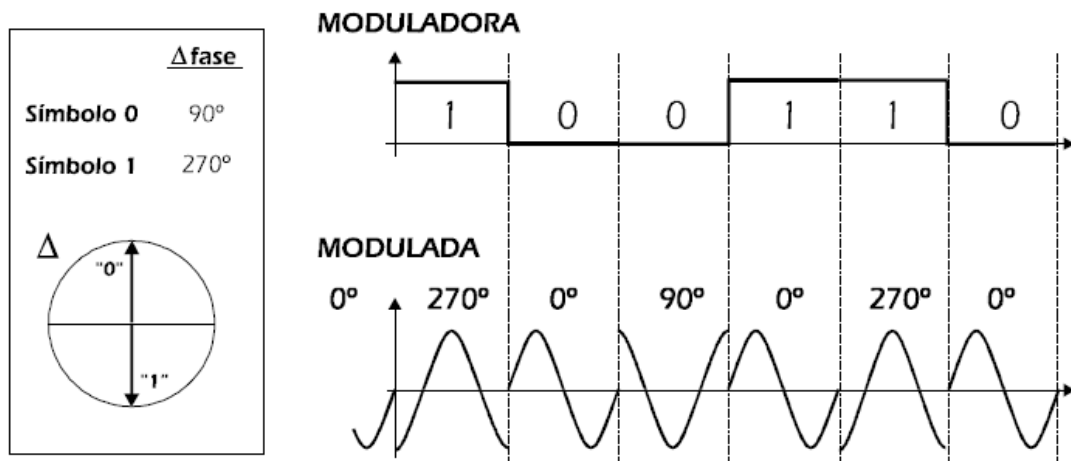 Δfase
Símbolo 0 90º
Símbolo 1 270º
Δ
"0"
"1"
MODULADORA
1 0 0 1 1 0
MODULADA
0º 270º 0º 90º 0º 270º 0º